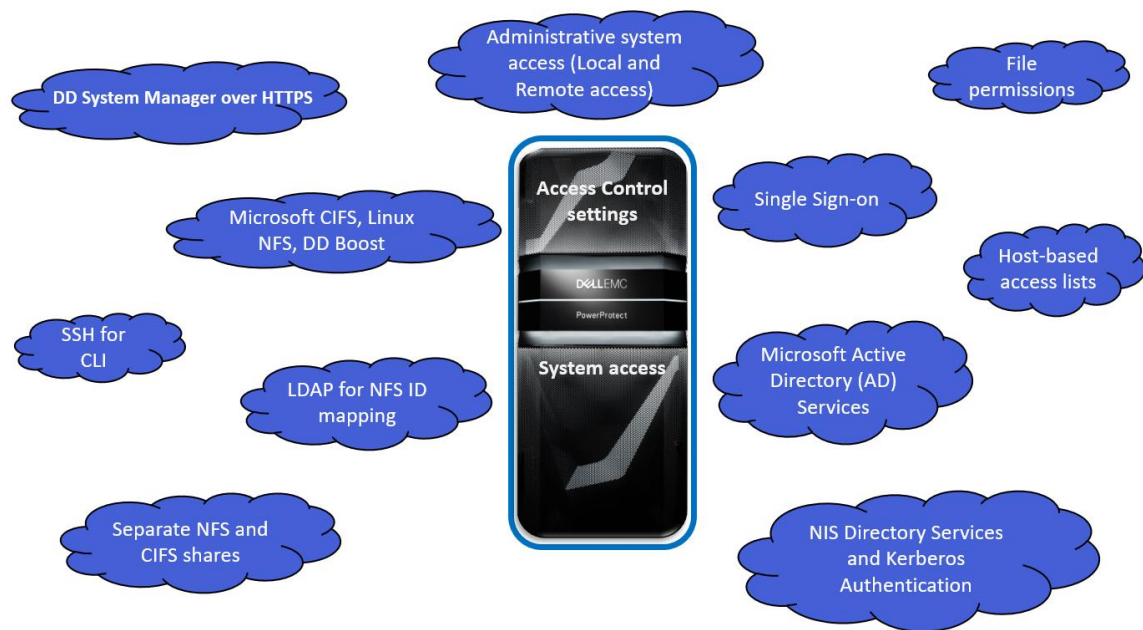 Administrative system
access (Local and
Remote access)
File
permissions
DD System Manager over HTTPS
Access Control
settings
Single Sign-on
Microsoft CIFS, Linux
NFS, DD Boost
Host-based
access lists
DELLEMC
PowerProtect
SSH for
CLI
System access
Microsoft Active
Directory (AD)
Services
LDAP for NFS ID
mapping
Separate NFS and
CIFS shares
NIS Directory Services
and Kerberos
Authentication